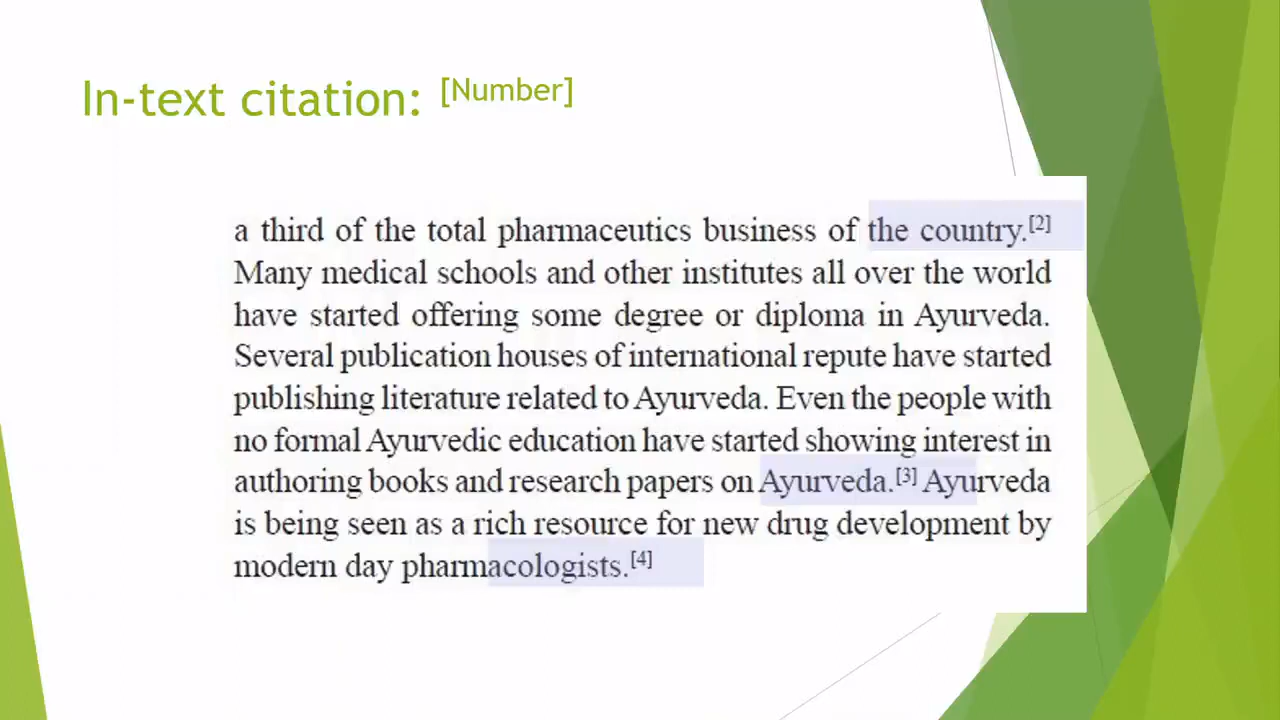 In-text citation: [Number]
a third of the total pharmaceutics business of the country.[2]
Many medical schools and other institutes all over the world
have started offering some degree or diploma in Ayurveda.
Several publication houses of international repute have started
publishing literature related to Ayurveda. Even the people with
no formal Ayurvedic education have started showing interest in
authoring books and research papers on Ayurveda.[3] Ayurveda
is being seen as a rich resource for new drug development by
modern day pharmacologists.[4]